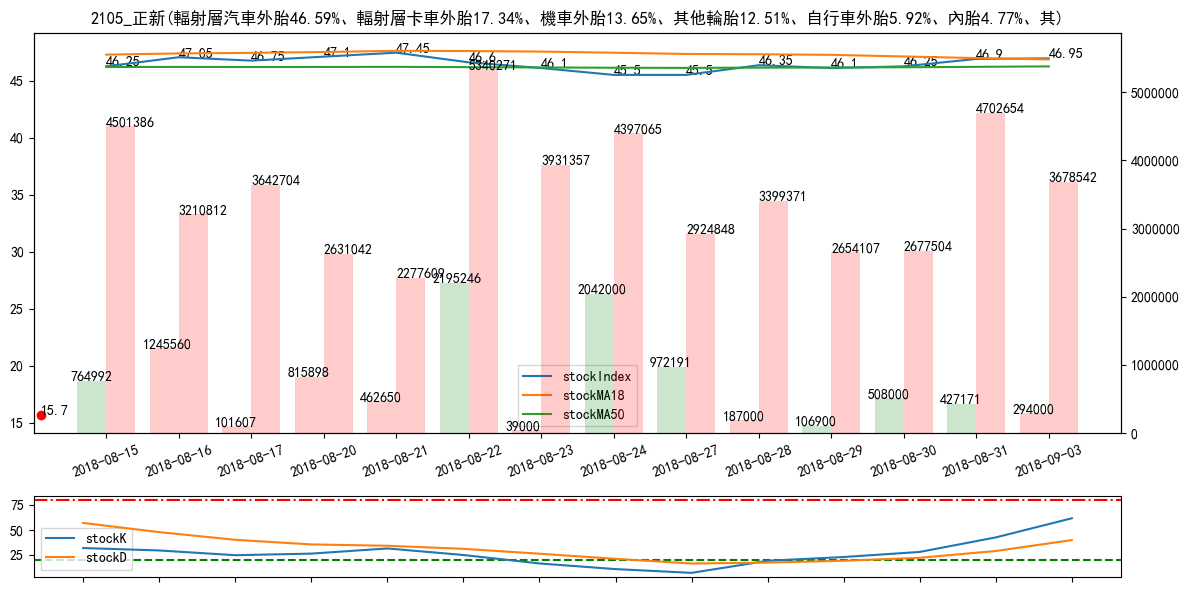 2105_正新(輻射層汽車外胎46.59%、輻射層卡車外胎17.34%、機車外胎13.65%、其他輪胎12.51%、自行車外胎5.92%、內胎4.77%、其)
46.25 47.05 46.75 47.1 47.45 46.6 46.1 45.5 45.5 46.35 46.1 46.25 46.9 46.95
45
40
35
30
25
20
15
5000000
4000000
3000000
2000000
1000000
0
4501386 3210812 3642704 2631042 2277609 5340271 3931357 4397065 2924848 3399371 2654107 2677504 4702654 3678542
764992 1245560 101607 815898 462650 2195246 39000 2042000 972191 187000 106900 508000 427171 294000
15.7
stockIndex
stockMA18
stockMA50
2018-08-15 2018-08-16 2018-08-17 2018-08-20 2018-08-21 2018-08-22 2018-08-23 2018-08-24 2018-08-27 2018-08-28 2018-08-29 2018-08-30 2018-08-31 2018-09-03
75
50
25
stockK
stockD